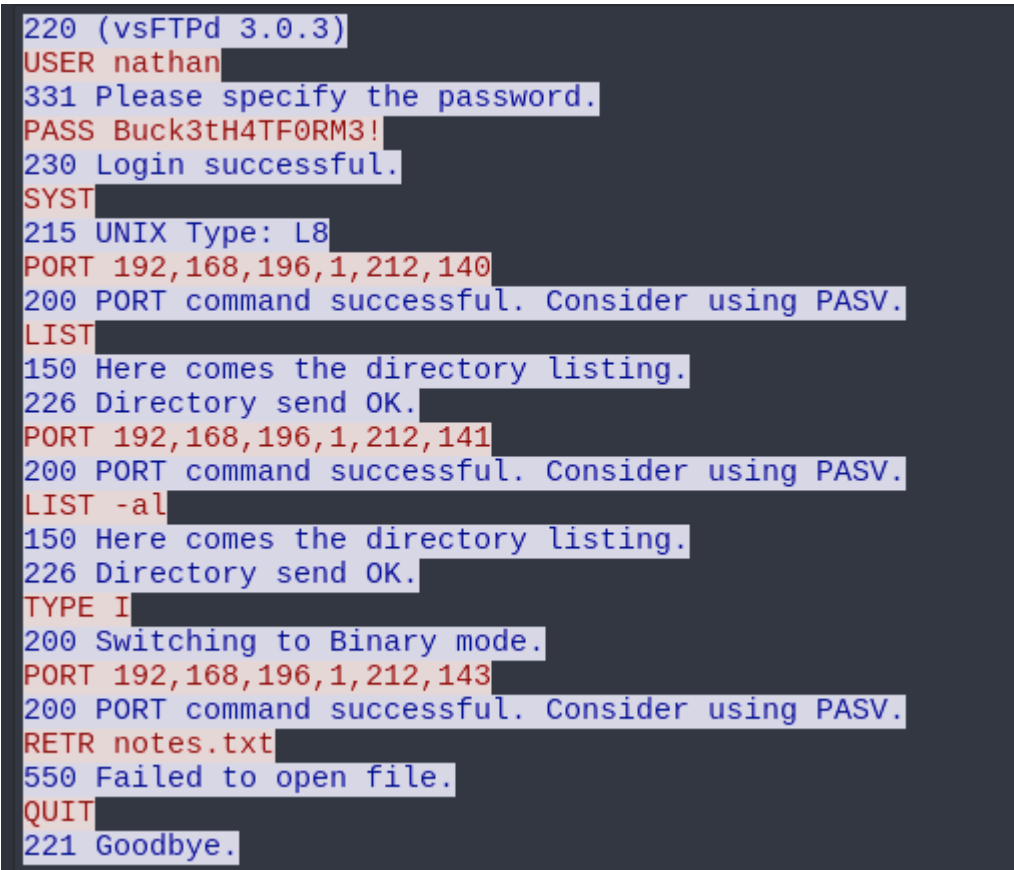 220 (vsFTPd 3.0.3)
USER nathan
331 Please specify the password.
PASS Buck3tH4TF0RM3!
230 Login successful.
SYST
215 UNIX Type: L8
PORT 192,168,196,1,212,140
200 PORT command successful. Consider using PASV.
LIST
150 Here comes the directory listing.
226 Directory send OK.
PORT 192,168,196,1,212,141
200 PORT command successful. Consider using PASV.
LIST -al
150 Here comes the directory listing.
226 Directory send OK.
TYPE I
200 Switching to Binary mode.
PORT 192,168,196,1,212,143
200 PORT command successful. Consider using PASV.
RETR notes.txt
550 Failed to open file.
QUIT
221 Goodbye.